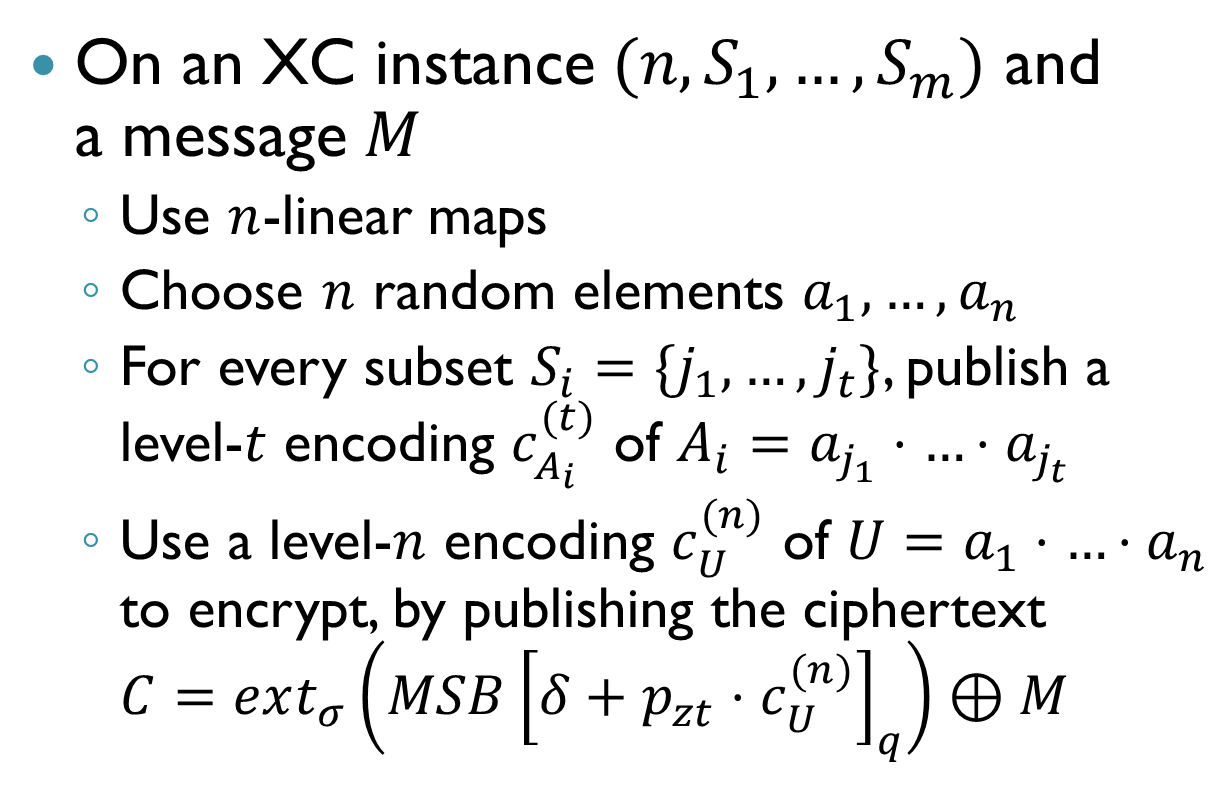 • On an XC instance (𝑛, 𝑆₁, … , 𝑆ₘ) and
a message 𝑀
◦ Use 𝑛-linear maps
◦ Choose 𝑛 random elements 𝑎₁, … , 𝑎ₙ
◦ For every subset 𝑆ᵢ = {𝑗₁, … , 𝑗ₜ}, publish a
level-𝑡 encoding 𝑐_{𝐴ᵢ}^{(𝑡)} of 𝐴ᵢ = 𝑎_{𝑗₁} · … · 𝑎_{𝑗ₜ}
◦ Use a level-𝑛 encoding 𝑐_𝑈^{(𝑛)} of 𝑈 = 𝑎₁ · … · 𝑎ₙ
to encrypt, by publishing the ciphertext
𝐶 = 𝑒𝑥𝑡_𝜎 (𝑀𝑆𝐵 [𝛿 + 𝑝_{𝑧𝑡} · 𝑐_𝑈^{(𝑛)}]_𝑞) ⊕ 𝑀